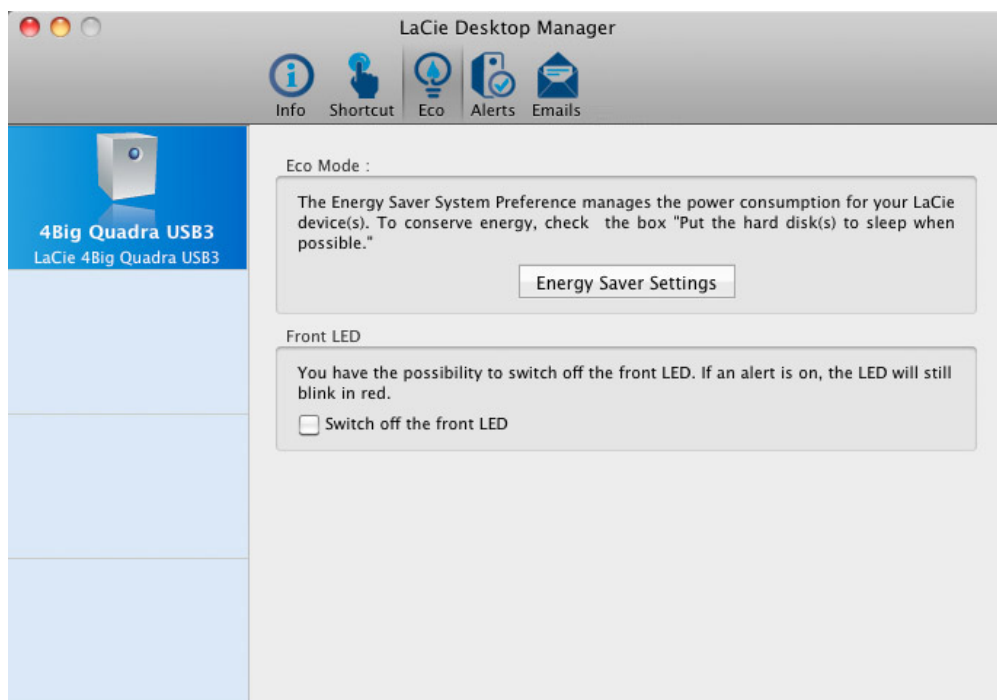 LaCie Desktop Manager
Info Shortcut Eco Alerts Emails
4Big Quadra USB3
LaCie 4Big Quadra USB3
Eco Mode :
The Energy Saver System Preference manages the power consumption for your LaCie
device(s). To conserve energy, check the box "Put the hard disk(s) to sleep when
possible."
Energy Saver Settings
Front LED
You have the possibility to switch off the front LED. If an alert is on, the LED will still
blink in red.
Switch off the front LED